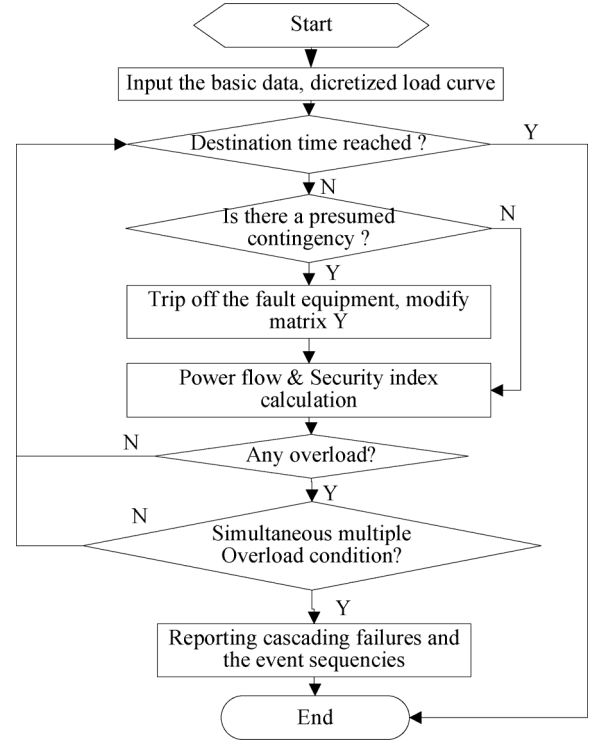 Start
Input the basic data, dicretized load curve
Destination time reached ?
Y
N
Is there a presumed
contingency ?
N
Y
Trip off the fault equipment, modify
matrix Y
Power flow & Security index
calculation
N
Any overload?
Y
N
Simultaneous multiple
Overload condition?
Y
Reporting cascading failures and
the event sequencies
End